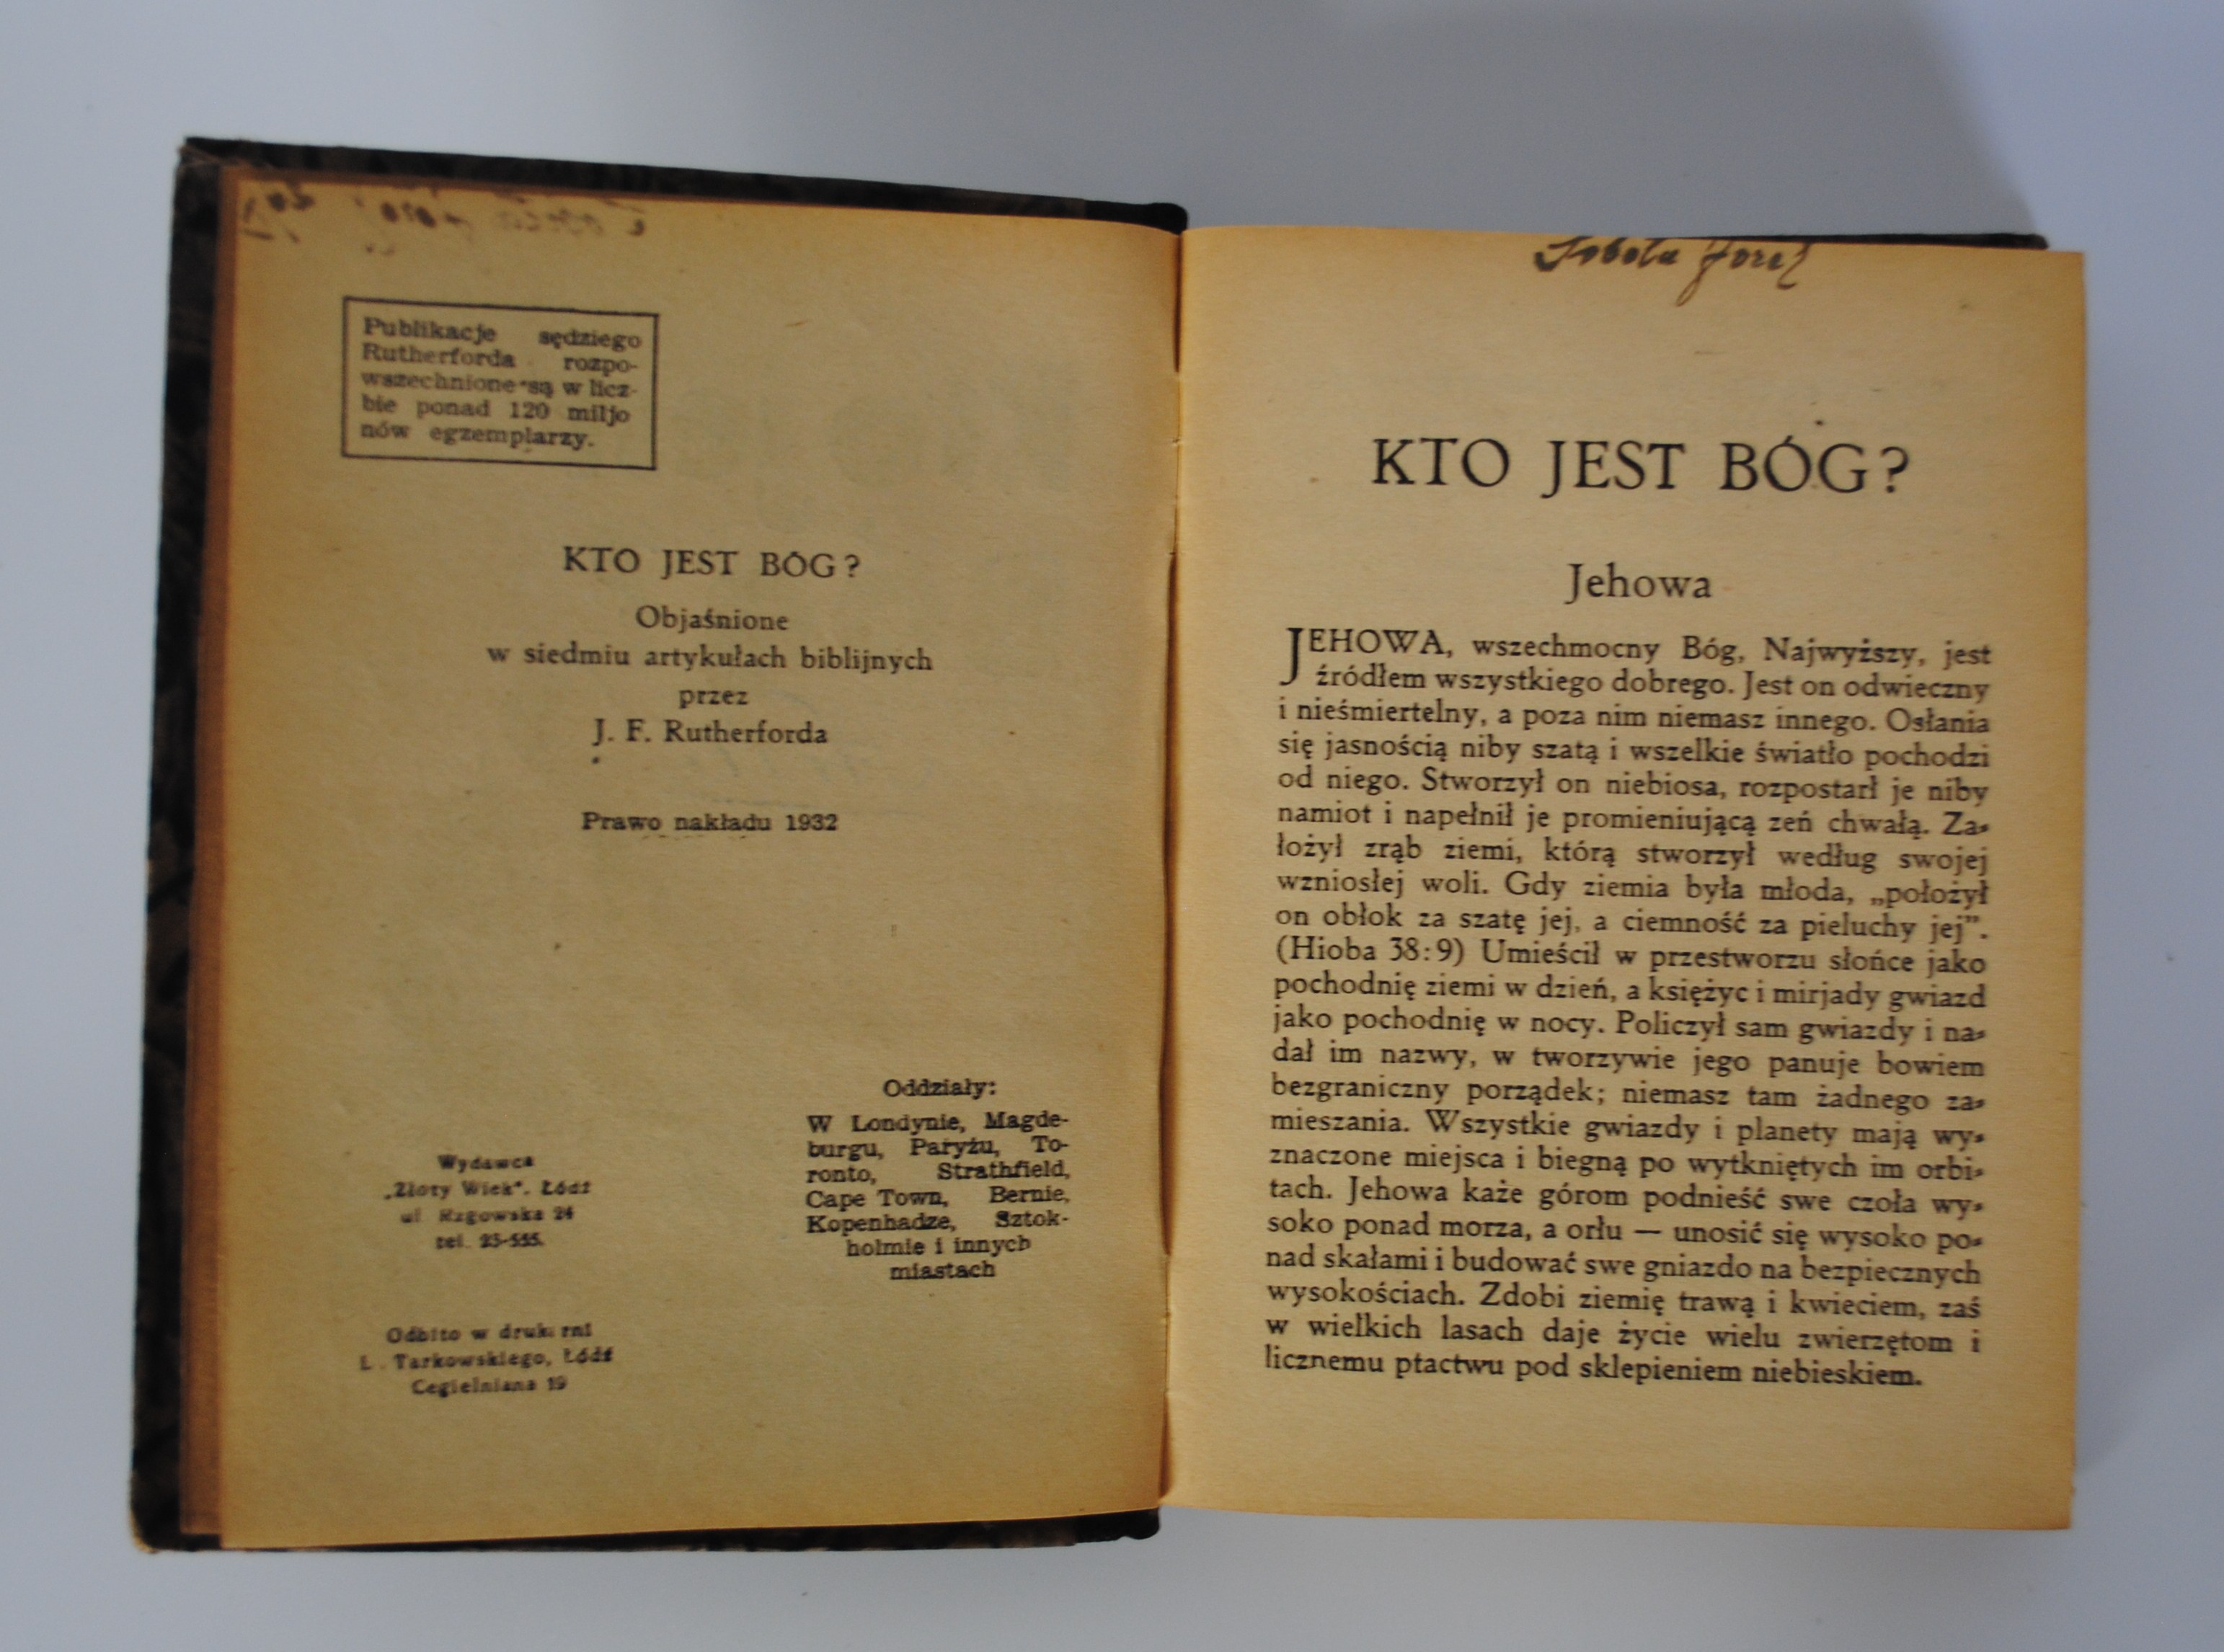 Publikacje sędziego
Rutherforda rozpo-
wszechnione są w licz-
bie ponad 120 miljo
nów egzemplarzy.
KTO JEST BÓG?
Objaśnione
w siedmiu artykułach biblijnych
przez
J. F. Rutherforda
Prawo nakładu 1932
Oddziały:
W Londynie, Magde-
burgu, Paryżu, To-
ronto, Strathfield,
Cape Town, Bernie,
Kopenhadze, Sztok-
holmie i innych
miastach
Wydawca
„Złoty Wiek". Łódź
ul. Rzgowska 24
tel. 23-555.
Odbito w drukarni
L. Tarkowskiego, Łódź
Cegielniana 19
Sobota Józef
KTO JEST BÓG?
Jehowa
JEHOWA, wszechmocny Bóg, Najwyższy, jest
źródłem wszystkiego dobrego. Jest on odwieczny
i nieśmiertelny, a poza nim niemasz innego. Osłania
się jasnością niby szatą i wszelkie światło pochodzi
od niego. Stworzył on niebiosa, rozpostarł je niby
namiot i napełnił je promieniującą zeń chwałą. Za-
łożył zrąb ziemi, którą stworzył według swojej
wzniosłej woli. Gdy ziemia była młoda, „położył
on obłok za szatę jej, a ciemność za pieluchy jej”.
(Hioba 38:9) Umieścił w przestworzu słońce jako
pochodnię ziemi w dzień, a księżyc i mirjady gwiazd
jako pochodnię w nocy. Policzył sam gwiazdy i na-
dał im nazwy, w tworzywie jego panuje bowiem
bezgraniczny porządek; niemasz tam żadnego za-
mieszania. Wszystkie gwiazdy i planety mają wy-
znaczone miejsca i biegną po wytkniętych im orbi-
tach. Jehowa każe górom podnieść swe czoła wy-
soko ponad morza, a orłu — unosić się wysoko po-
nad skałami i budować swe gniazdo na bezpiecznych
wysokościach. Zdobi ziemię trawą i kwieciem, zaś
w wielkich lasach daje życie wielu zwierzętom i
licznemu ptactwu pod sklepieniem niebieskiem.